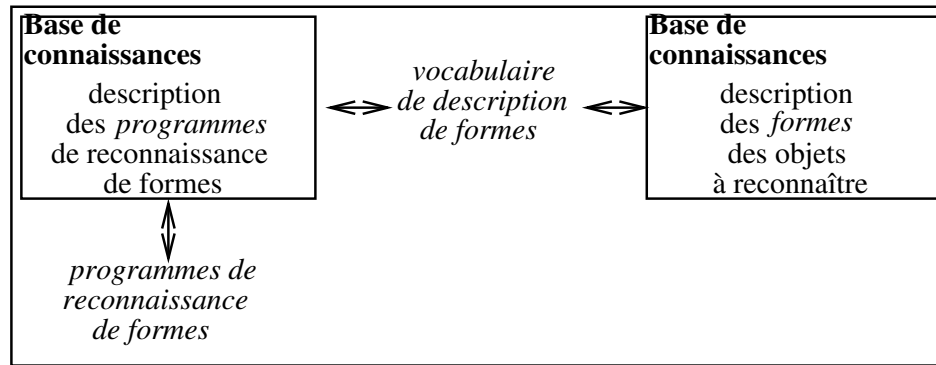 Base de
connaissances
description
des programmes
de reconnaissance
de formes
vocabulaire
de description
de formes
Base de
connaissances
description
des formes
des objets
à reconnaître
programmes de
reconnaissance
de formes